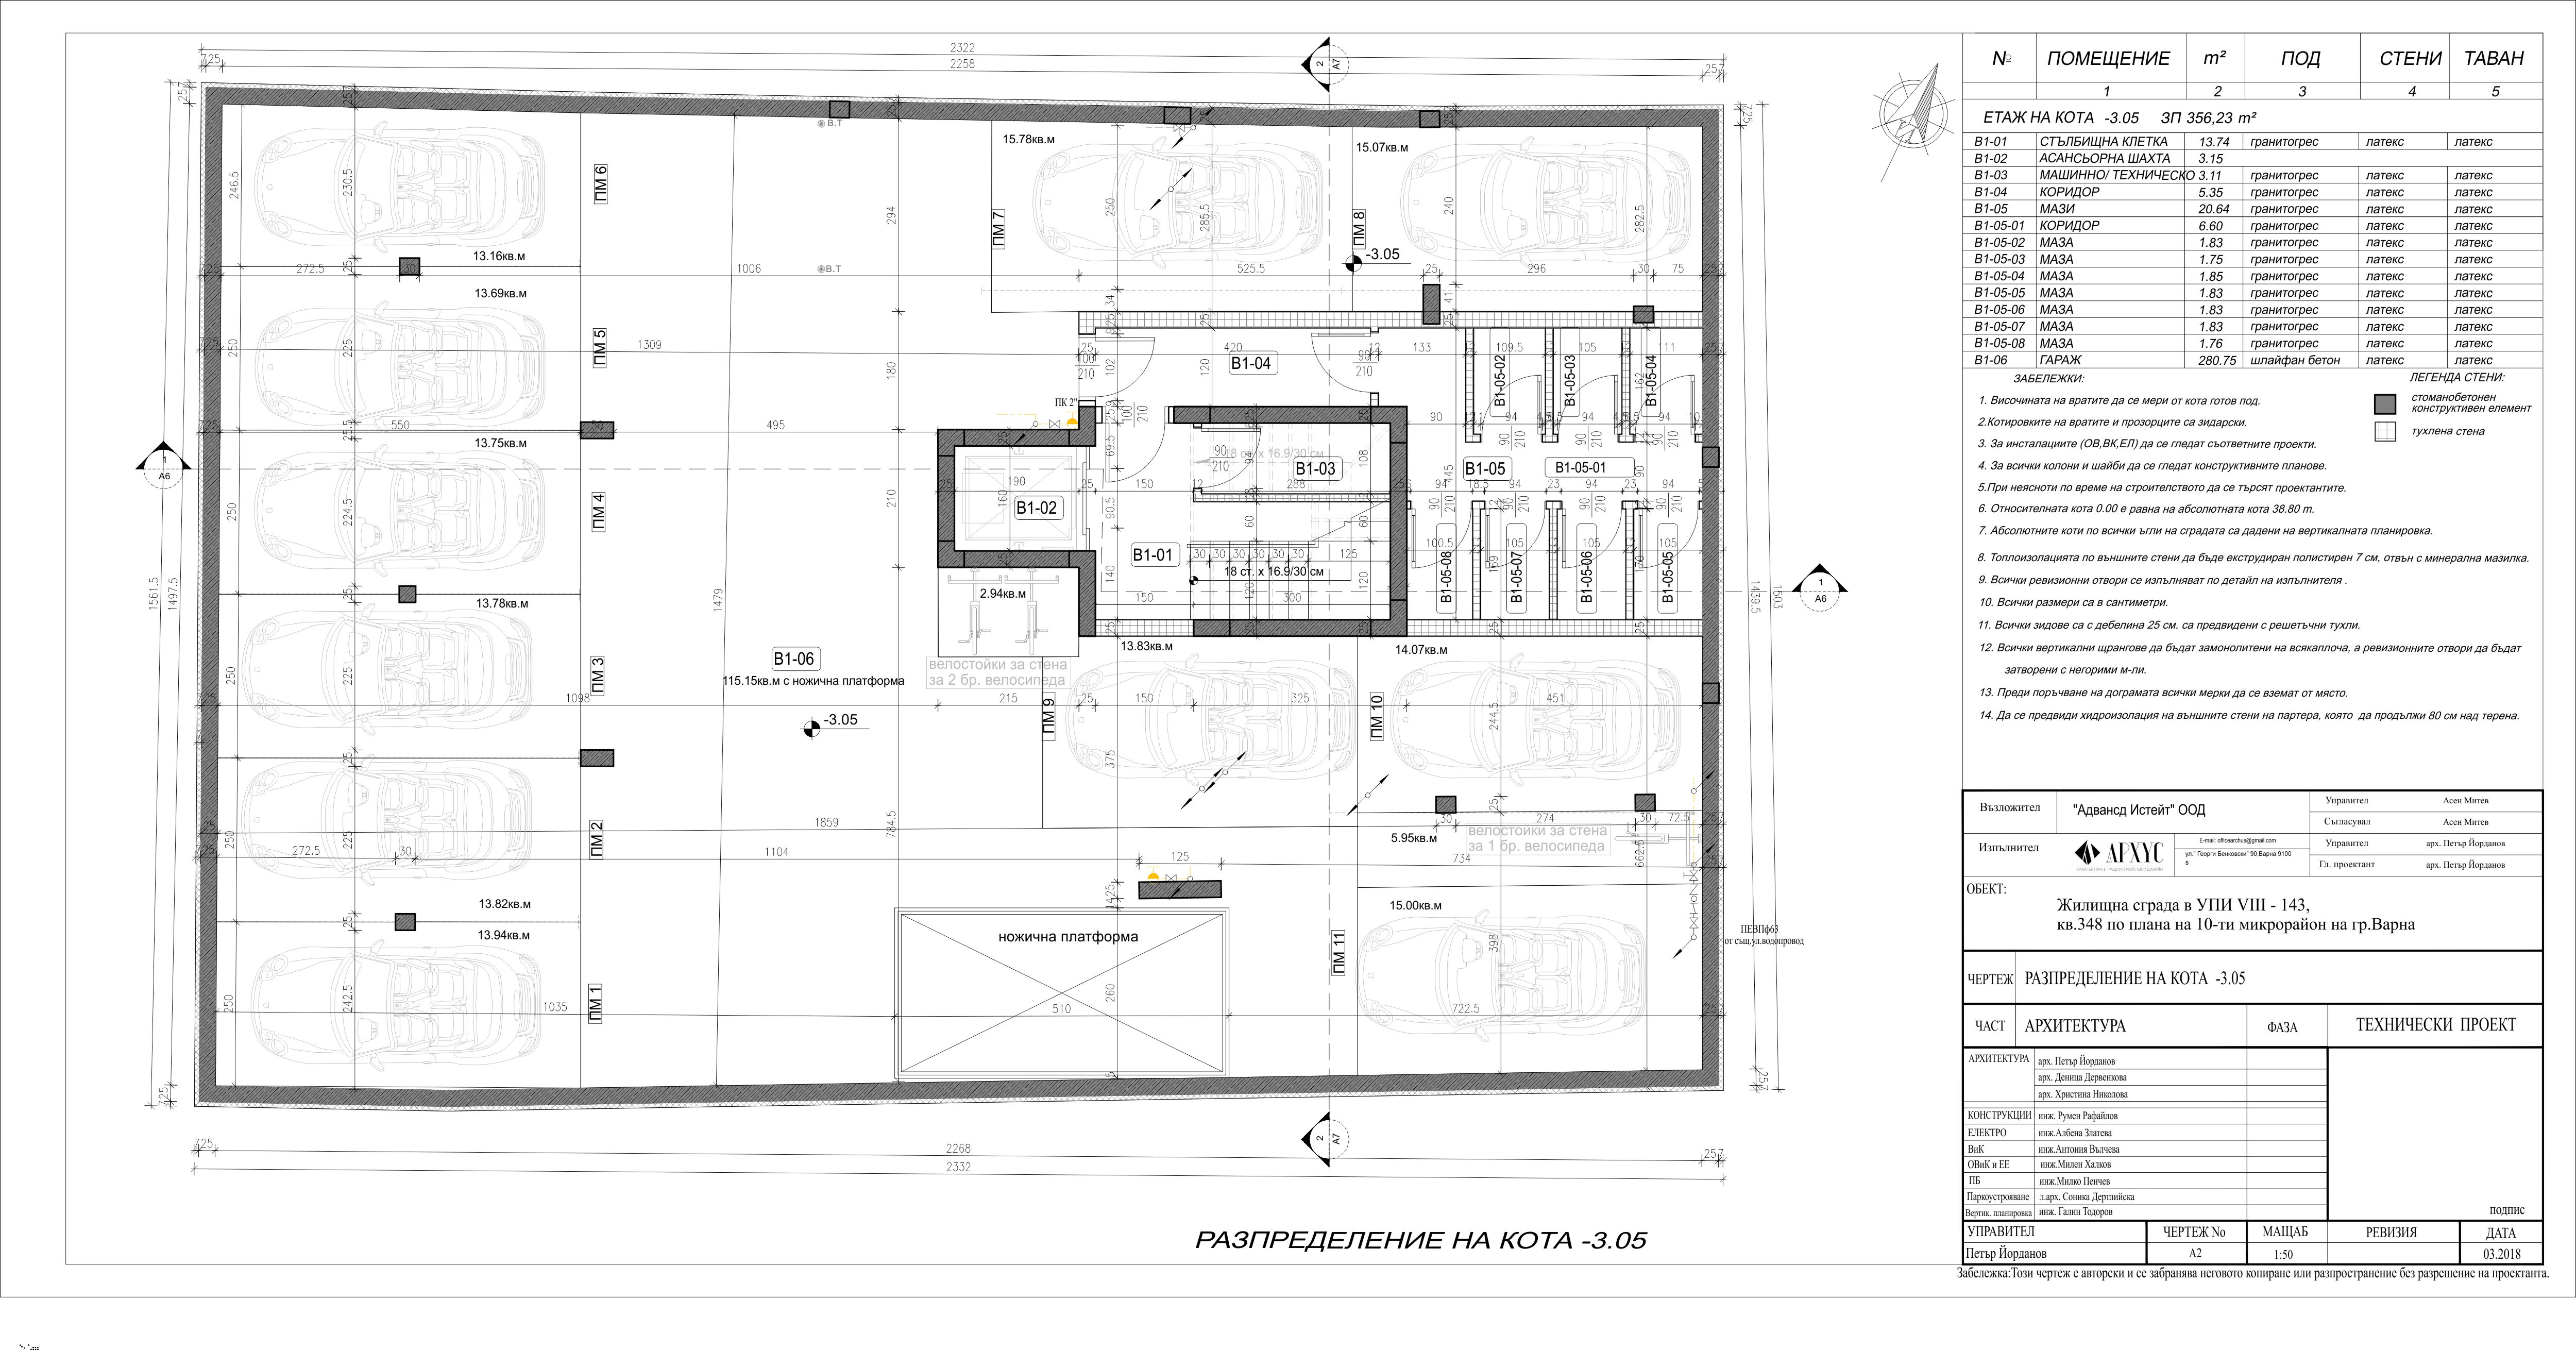 № ПОМЕЩЕНИЕ m² ПОД СТЕНИ ТАВАН
1 2 3 4 5
ЕТАЖ НА КОТА -3.05 ЗП 356,23 m²
B1-01 СТЪЛБИЩНА КЛЕТКА 13.74 гранитогрес латекс латекс
B1-02 АСАНСЬОРНА ШАХТА 3.15
B1-03 МАШИННО/ ТЕХНИЧЕСКО 3.11 гранитогрес латекс латекс
B1-04 КОРИДОР 5.35 гранитогрес латекс латекс
B1-05 МАЗИ 20.64 гранитогрес латекс латекс
B1-05-01 КОРИДОР 6.60 гранитогрес латекс латекс
B1-05-02 МАЗА 1.83 гранитогрес латекс латекс
B1-05-03 МАЗА 1.75 гранитогрес латекс латекс
B1-05-04 МАЗА 1.85 гранитогрес латекс латекс
B1-05-05 МАЗА 1.83 гранитогрес латекс латекс
B1-05-06 МАЗА 1.83 гранитогрес латекс латекс
B1-05-07 МАЗА 1.83 гранитогрес латекс латекс
B1-05-08 МАЗА 1.76 гранитогрес латекс латекс
B1-06 ГАРАЖ 280.75 шлайфан бетон латекс латекс
ЗАБЕЛЕЖКИ:
1. Височината на вратите да се мери от кота готов под.
2.Котировките на вратите и прозорците са зидарски.
3. За инсталациите (ОВ,ВК,ЕЛ) да се гледат съответните проекти.
4. За всички колони и шайби да се гледат конструктивните планове.
5.При неясноти по време на строителството да се търсят проектантите.
6. Относителната кота 0.00 е равна на абсолютната кота 38.80 m.
7. Абсолютните коти по всички ъгли на сградата са дадени на вертикалната планировка.
8. Топлоизолацията по външните стени да бъде екструдиран полистирен 7 см, отвън с минерална мазилка.
9. Всички ревизионни отвори се изпълняват по детайл на изпълнителя .
10. Всички размери са в сантиметри.
11. Всички зидове са с дебелина 25 см. са предвидени с решетъчни тухли.
12. Всички вертикални щрангове да бъдат замонолитени на всякаплоча, а ревизионните отвори да бъдат
затворени с негорими м-ли.
13. Преди поръчване на дограмата всички мерки да се вземат от място.
14. Да се предвиди хидроизолация на външните стени на партера, която да продължи 80 см над терена.
ЛЕГЕНДА СТЕНИ:
стоманобетонен
конструктивен елемент
тухлена стена
Възложител "Адвансд Истейт" ООД
Управител Асен Митев
Съгласувал Асен Митев
Изпълнител АРХУС
E-mail: officearchus@gmail.com
ул." Георги Бенковски" 90,Варна 9100
s
Управител арх. Петър Йорданов
Гл. проектант арх. Петър Йорданов
ОБЕКТ:
Жилищна сграда в УПИ VIII - 143,
кв.348 по плана на 10-ти микрорайон на гр.Варна
ЧЕРТЕЖ РАЗПРЕДЕЛЕНИЕ НА КОТА -3.05
ЧАСТ АРХИТЕКТУРА ФАЗА ТЕХНИЧЕСКИ ПРОЕКТ
АРХИТЕКТУРА арх. Петър Йорданов
арх. Деница Дервенкова
арх. Христина Николова
КОНСТРУКЦИИ инж. Румен Рафайлов
ЕЛЕКТРО инж.Албена Златева
ВиК инж.Антония Вълчева
ОВиК и ЕЕ инж.Милен Халков
ПБ инж.Милко Пенчев
Паркоустрояване л.арх. Соника Дертлийска
Вертик. планировка инж. Галин Тодоров
подпис
УПРАВИТЕЛ ЧЕРТЕЖ No МАЩАБ РЕВИЗИЯ ДАТА
Петър Йорданов А2 1:50 03.2018
Забележка:Този чертеж е авторски и се забранява неговото копиране или разпространение без разрешение на проектанта.
2322
2258
2 А7
в.т
15.78кв.м
15.07кв.м
ПМ 6
ПМ 7
ПМ 8
-3.05
13.16кв.м
272.5
1006
в.т
525.5
296
30
75
13.69кв.м
ПМ 5
1309
B1-04
B1-05-02
B1-05-03
B1-05-04
ПК 2"
550
495
13.75кв.м
1
А6
ПМ 4
B1-02
B1-03
B1-05
B1-05-01
B1-01
18 ст. х 16.9/30 см
B1-05-08
B1-05-07
B1-05-06
B1-05-05
1
А6
13.78кв.м
2.94кв.м
1561.5
1497.5
1479
1439.5
1503
13.83кв.м
14.07кв.м
ПМ 3
B1-06
115.15кв.м с ножична платформа
велостойки за стена
за 2 бр. велосипеда
1098
215
25
150
325
451
-3.05
ПМ 9
ПМ 10
ПМ 2
1859
784.5
5.95кв.м
велостойки за стена
за 1 бр. велосипеда
272.5
30
1104
125
734
13.82кв.м
15.00кв.м
13.94кв.м
ножична платформа
ПМ 11
ПЕВПф63
от същ.ул.водопровод
ПМ 1
1035
510
722.5
2 А7
2268
2332
РАЗПРЕДЕЛЕНИЕ НА КОТА -3.05